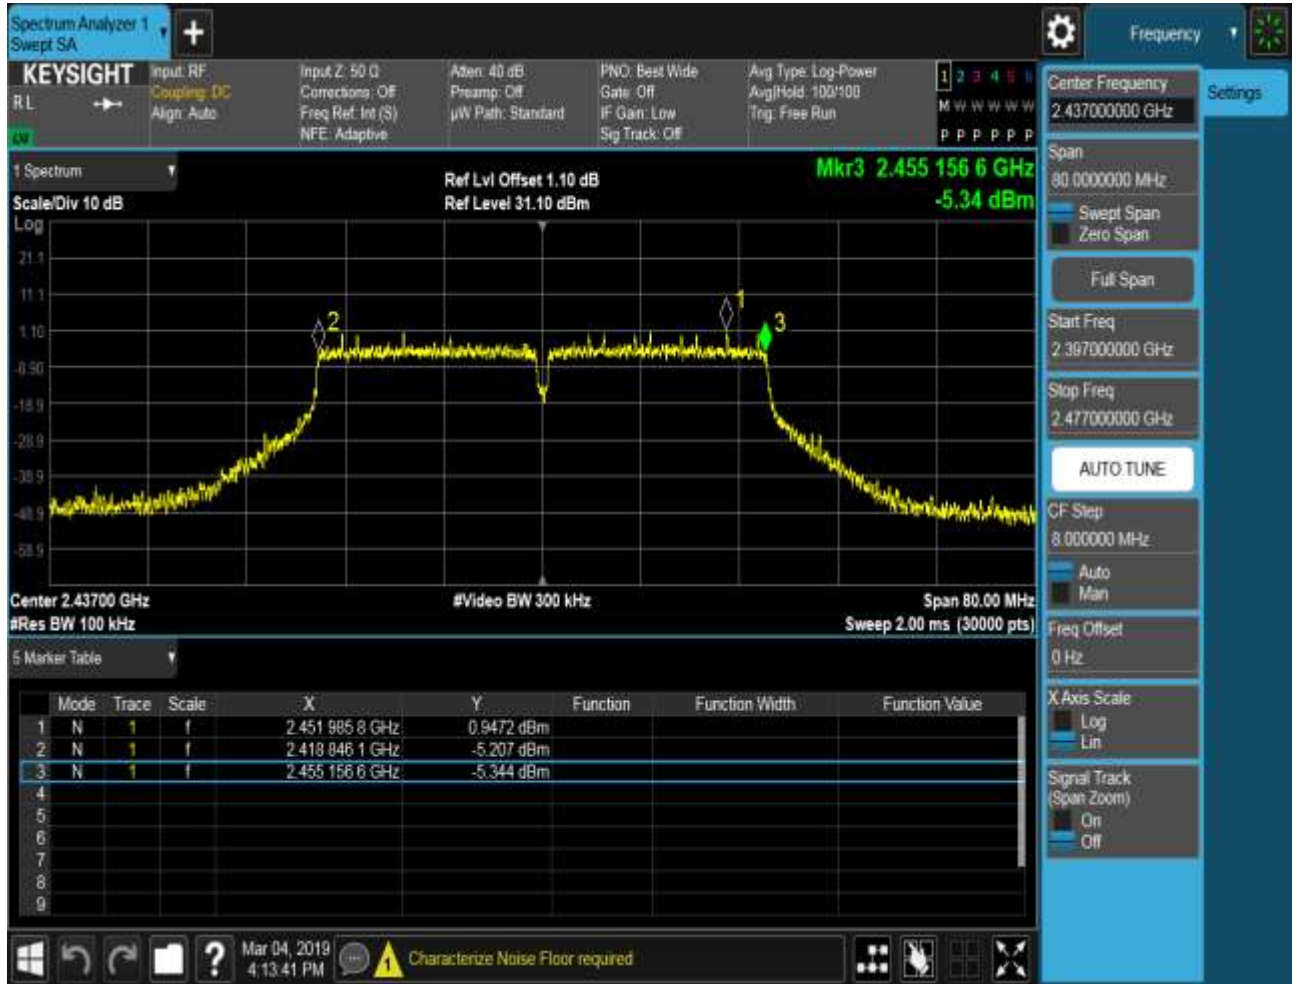 Spectrum Analyzer 1
Swept SA
Frequency
KEYSIGHT
R L
Input: RF
Coupling: DC
Align: Auto
Input Z: 50 Ω
Corrections: Off
Freq Ref: Int (S)
NFE: Adaptive
Atten: 40 dB
Preamp: Off
µW Path: Standard
PNO: Best Wide
Gate: Off
IF Gain: Low
Sig Track: Off
Avg Type: Log-Power
Avg|Hold: 100/100
Trig: Free Run
1 2 3 4 5 6
M W W W W W
P P P P P P
1 Spectrum
Scale/Div 10 dB
Ref Lvl Offset 1.10 dB
Ref Level 31.10 dBm
Mkr3 2.455 156 6 GHz
-5.34 dBm
Log
21.1
11.1
1.10
-8.90
-18.9
-28.9
-38.9
-48.9
-58.9
1
2
3
Center 2.43700 GHz
#Video BW 300 kHz
Span 80.00 MHz
#Res BW 100 kHz
Sweep 2.00 ms (30000 pts)
5 Marker Table
Mode Trace Scale X Y Function Function Width Function Value
1 N 1 f 2.451 985 8 GHz 0.9472 dBm
2 N 1 f 2.418 846 1 GHz -5.207 dBm
3 N 1 f 2.455 156 6 GHz -5.344 dBm
4
5
6
7
8
9
Mar 04, 2019
4:13:41 PM
1
Characterize Noise Floor required
Center Frequency
2.437000000 GHz
Settings
Span
80.0000000 MHz
Swept Span
Zero Span
Full Span
Start Freq
2.397000000 GHz
Stop Freq
2.477000000 GHz
AUTO TUNE
CF Step
8.000000 MHz
Auto
Man
Freq Offset
0 Hz
X Axis Scale
Log
Lin
Signal Track
(Span Zoom)
On
Off